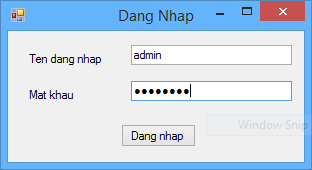 Dang Nhap
Ten dang nhap admin
Mat khau ●●●●●●●●
Dang nhap
Window Snip